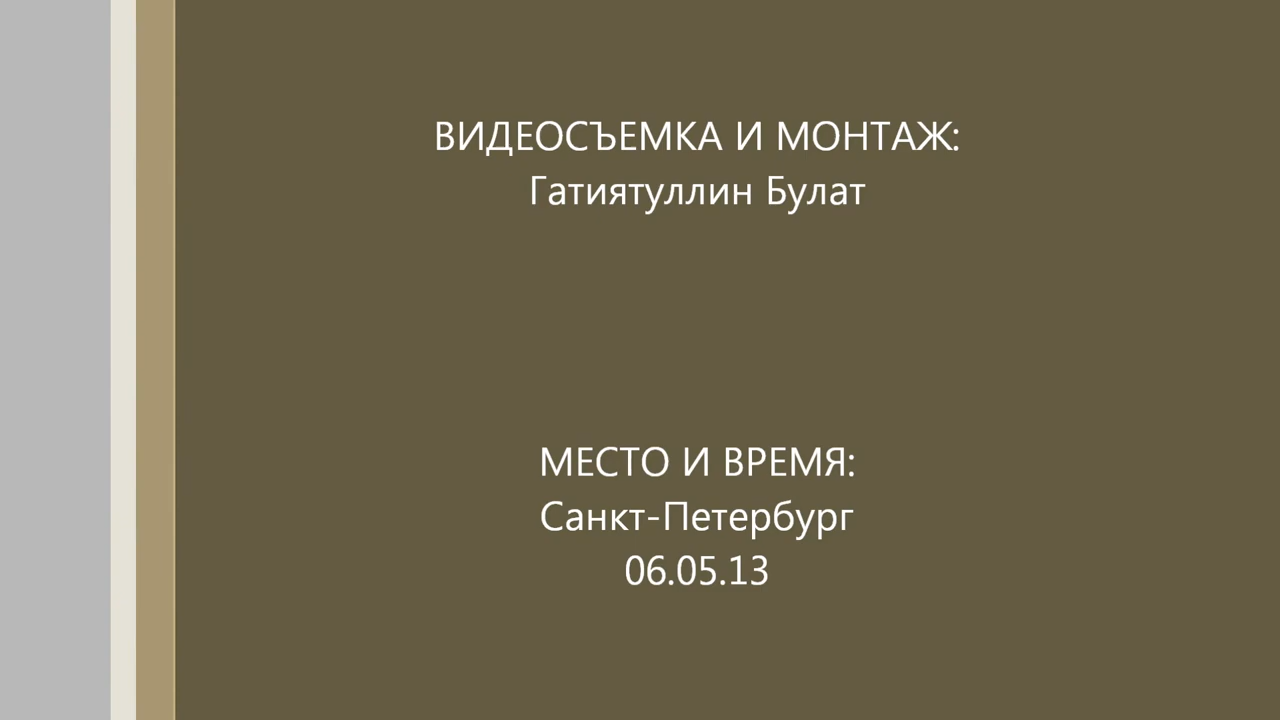 ВИДЕОСЪЕМКА И МОНТАЖ:
Гатиятуллин Булат
МЕСТО И ВРЕМЯ:
Санкт-Петербург
06.05.13